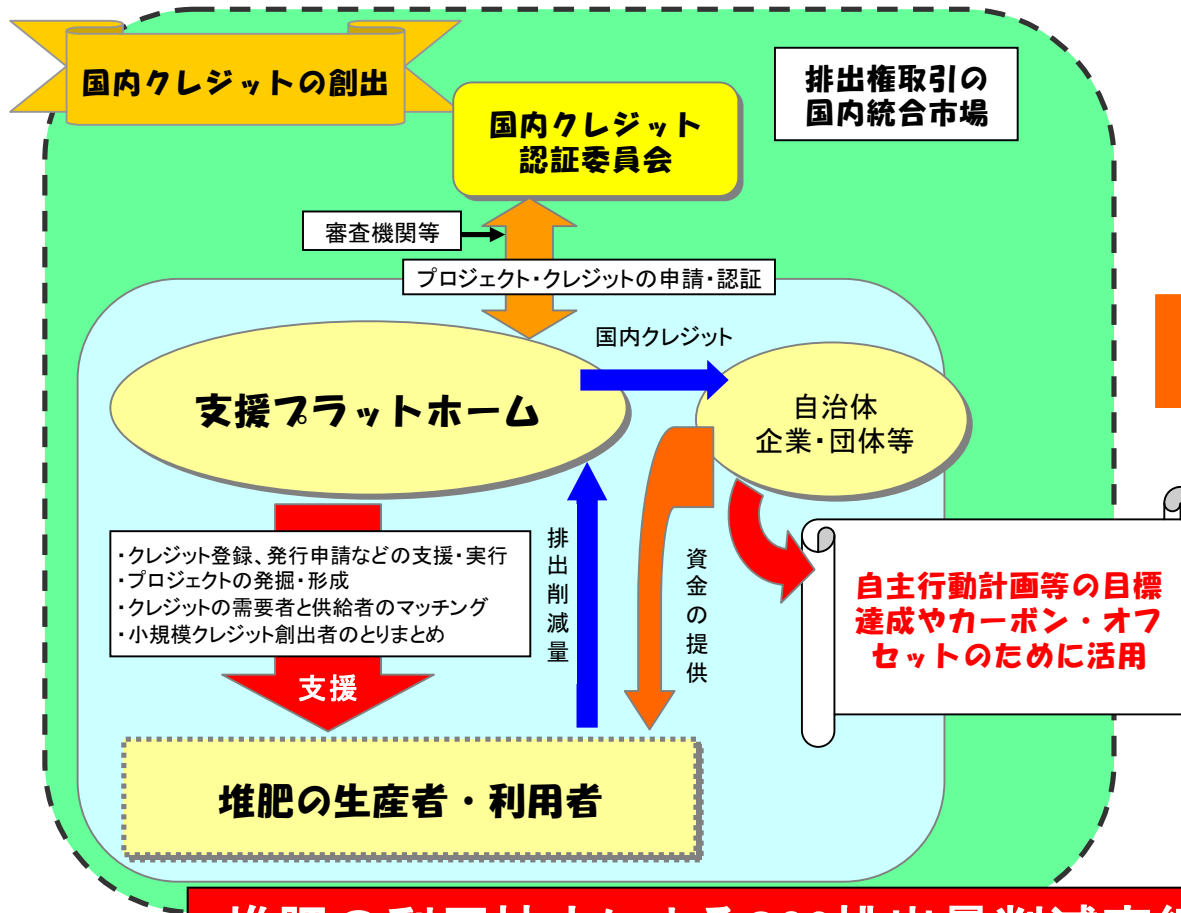 国内クレジットの創出
排出権取引の
国内統合市場
国内クレジット
認証委員会
審査機関等
プロジェクト・クレジットの申請・認証
国内クレジット
支援プラットホーム
自治体
企業・団体等
・クレジット登録、発行申請などの支援・実行
・プロジェクトの発掘・形成
・クレジットの需要者と供給者のマッチング
・小規模クレジット創出者のとりまとめ
支援
排出削減量
資金の提供
自主行動計画等の目標
達成やカーボン・オフ
セットのために活用
堆肥の生産者・利用者